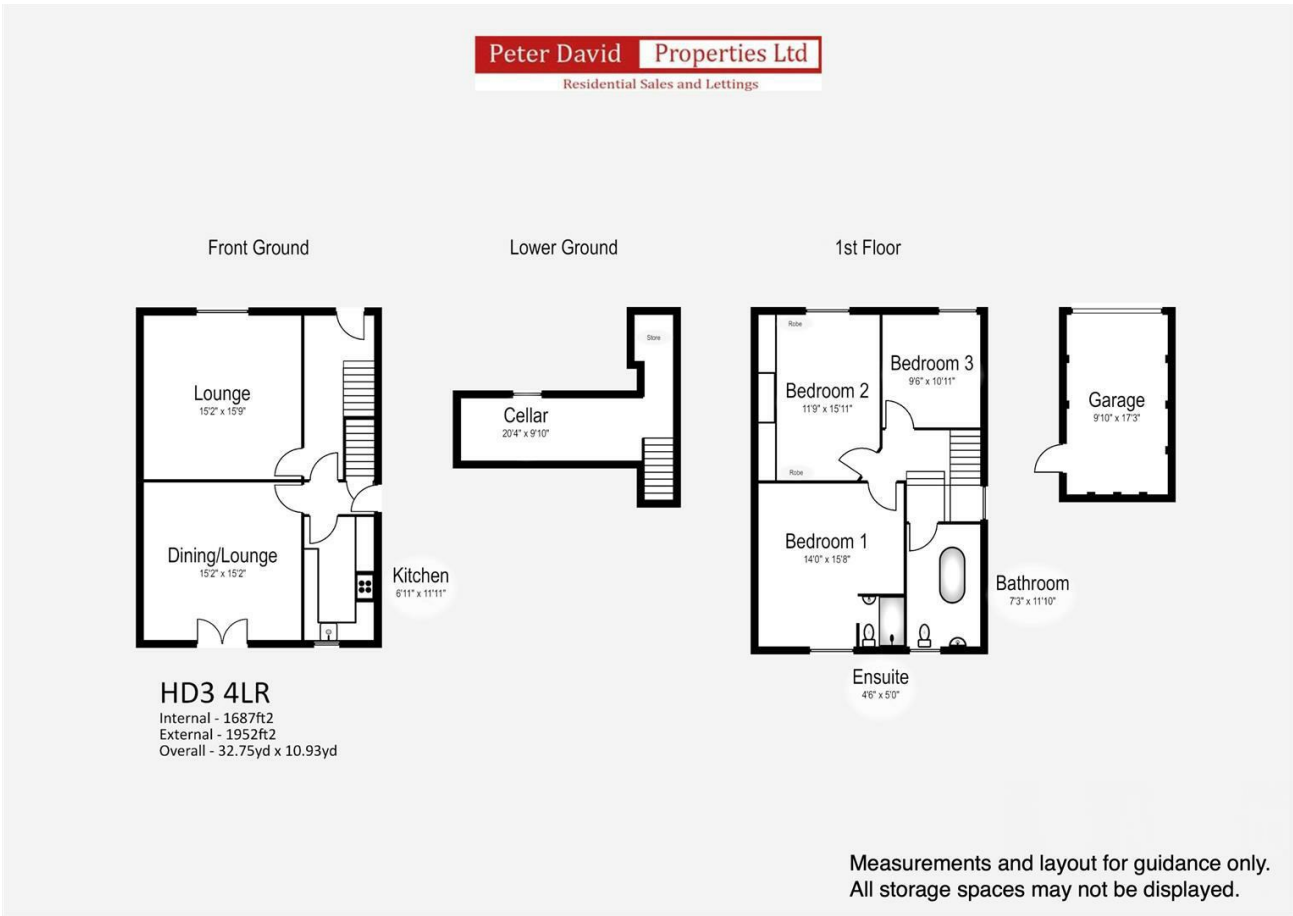 Peter David Properties Ltd
Residential Sales and Lettings
Front Ground
Lower Ground
1st Floor
Lounge
15'2" x 15'9"
Dining/Lounge
15'2" x 15'2"
Kitchen
6'11" x 11'11"
Store
Cellar
20'4" x 9'10"
Robe
Bedroom 2
11'9" x 15'11"
Robe
Bedroom 3
9'6" x 10'11"
Bedroom 1
14'0" x 15'8"
Bathroom
7'3" x 11'10"
Ensuite
4'6" x 5'0"
Garage
9'10" x 17'3"
HD3 4LR
Internal - 1687ft2
External - 1952ft2
Overall - 32.75yd x 10.93yd
Measurements and layout for guidance only.
All storage spaces may not be displayed.